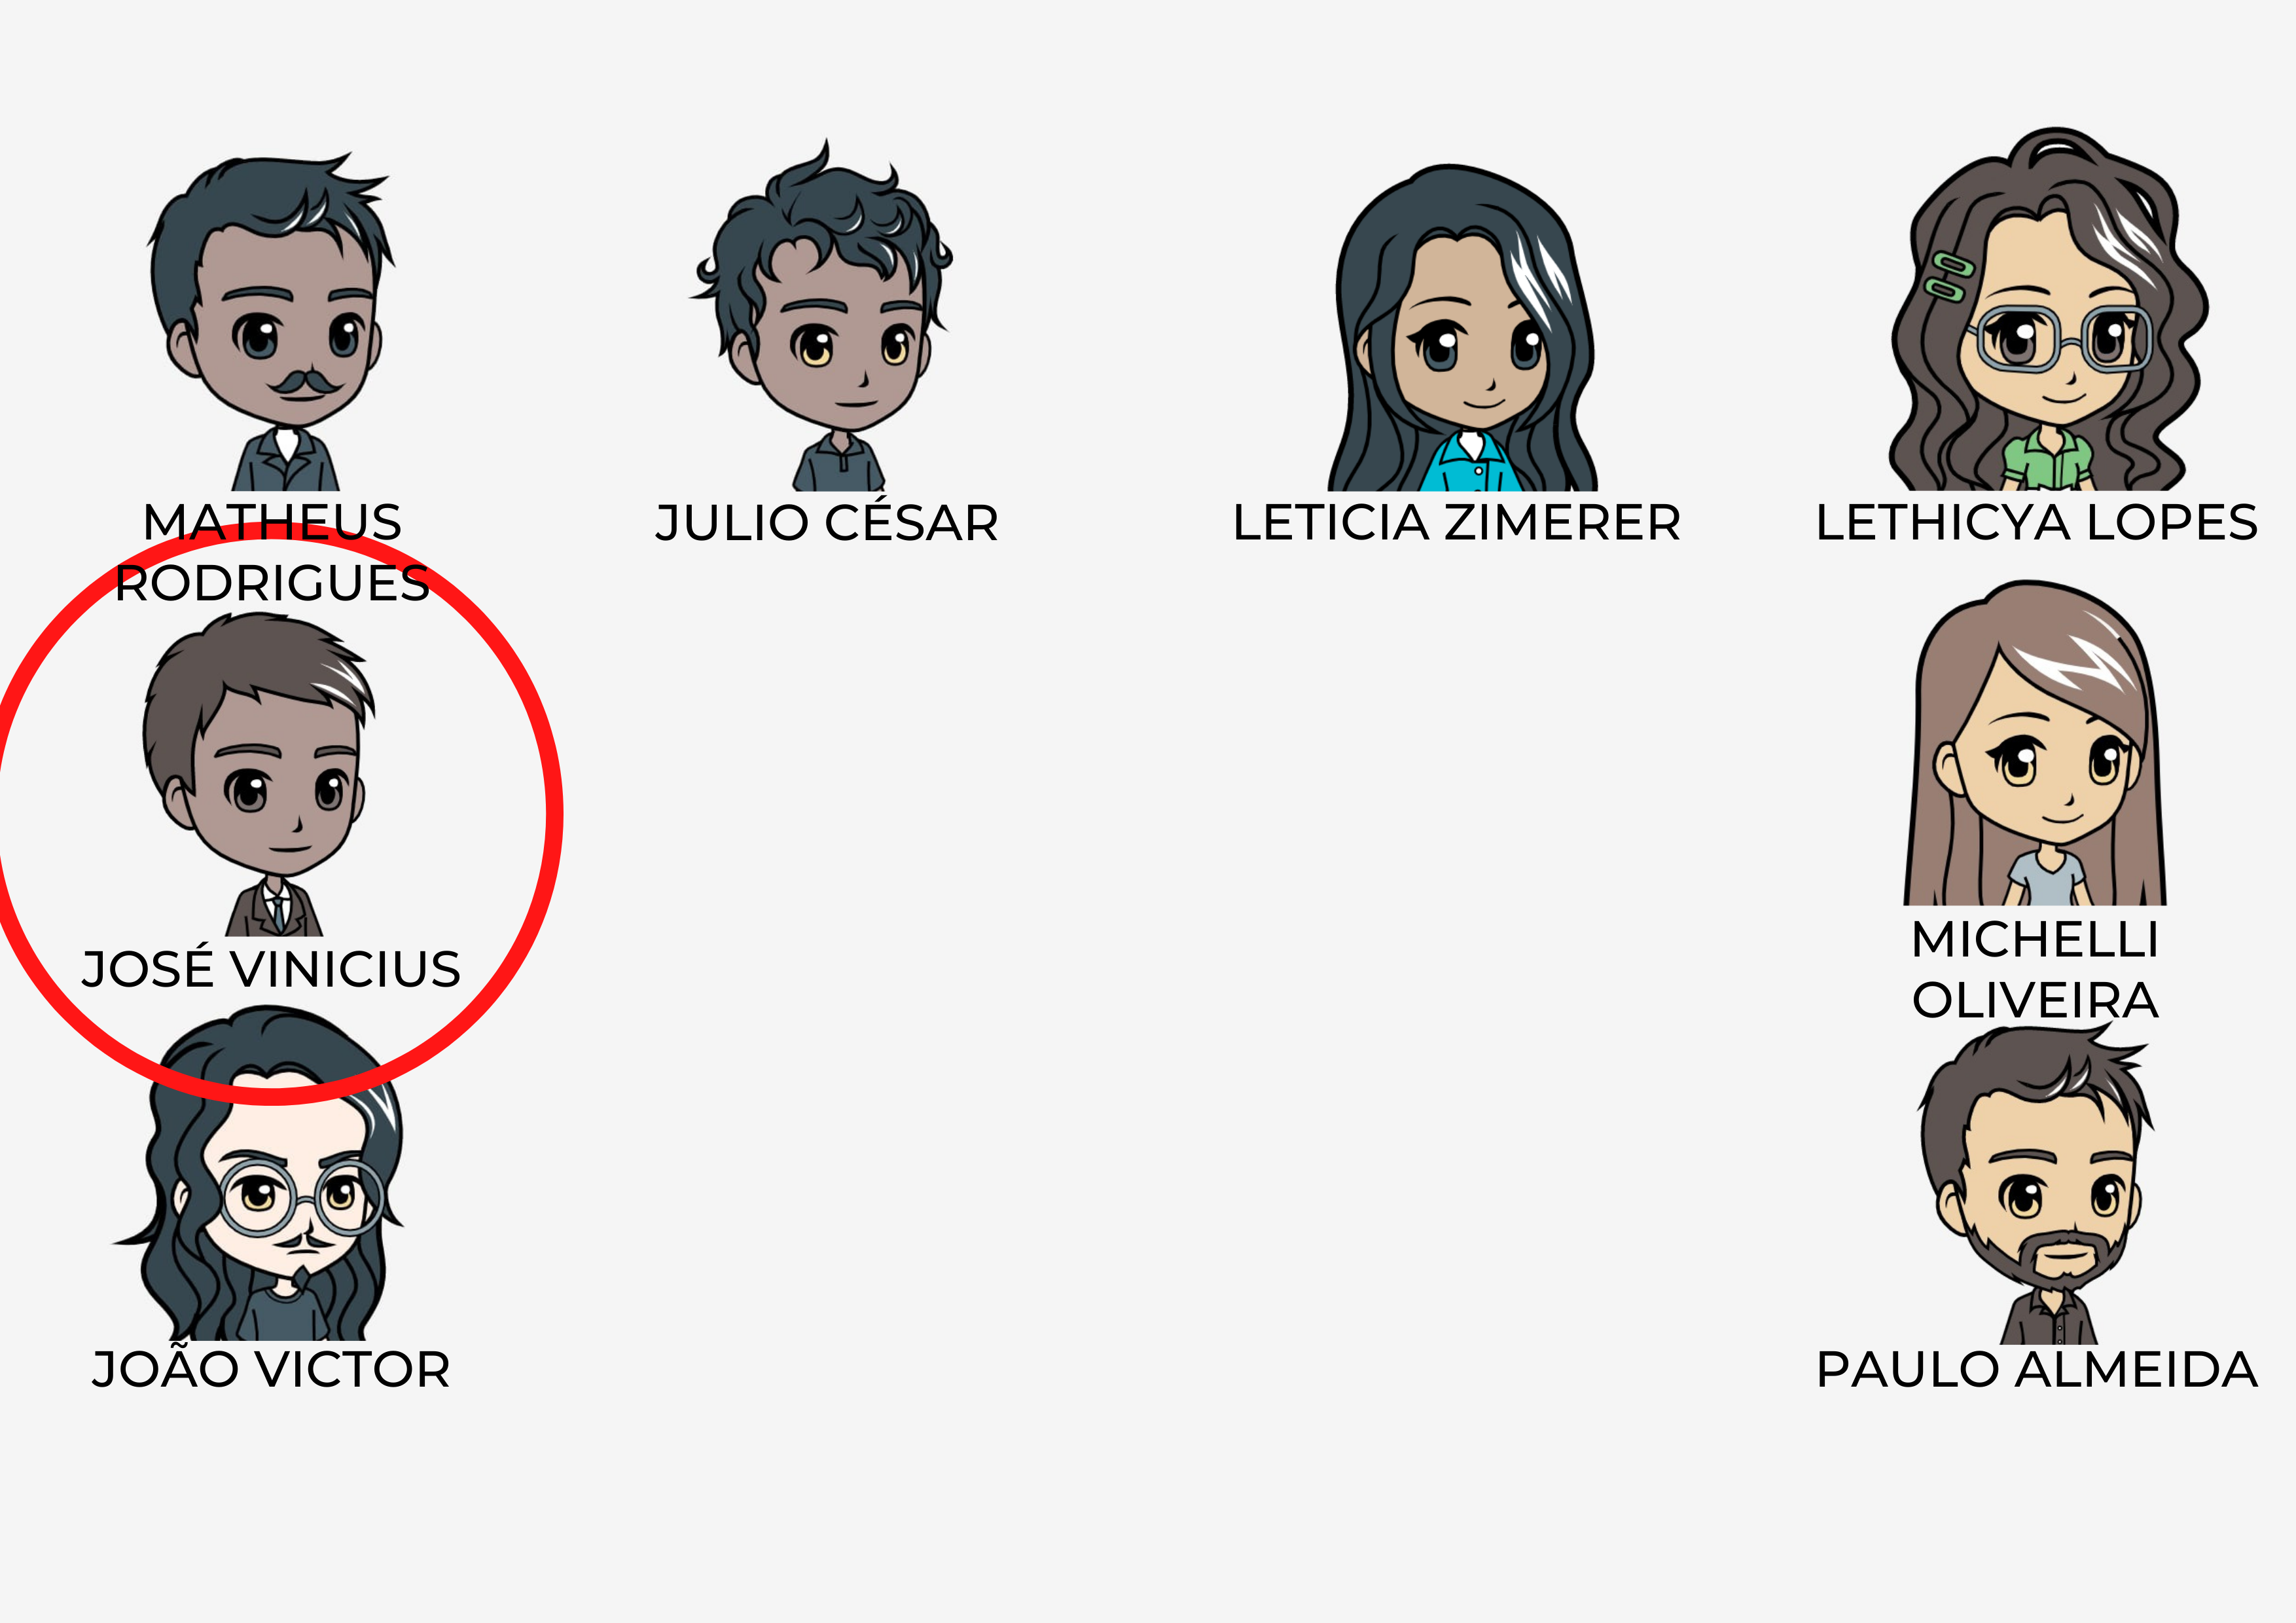 MATHEUS
RODRIGUES
JULIO CÉSAR
LETICIA ZIMERER
LETHICYA LOPES
JOSÉ VINICIUS
MICHELLI
OLIVEIRA
JOÃO VICTOR
PAULO ALMEIDA